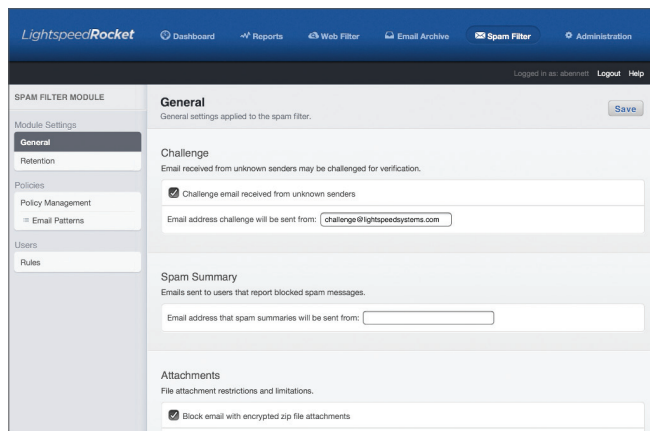 LightspeedRocket
Dashboard Reports Web Filter Email Archive Spam Filter Administration
Logged in as: abennett Logout Help
SPAM FILTER MODULE
Module Settings
General
Retention
Policies
Policy Management
Email Patterns
Users
Rules
General
General settings applied to the spam filter.
Save
Challenge
Email received from unknown senders may be challenged for verification.
Challenge email received from unknown senders
Email address challenge will be sent from: challenge@lightspeedsystems.com
Spam Summary
Emails sent to users that report blocked spam messages.
Email address that spam summaries will be sent from:
Attachments
File attachment restrictions and limitations.
Block email with encrypted zip file attachments